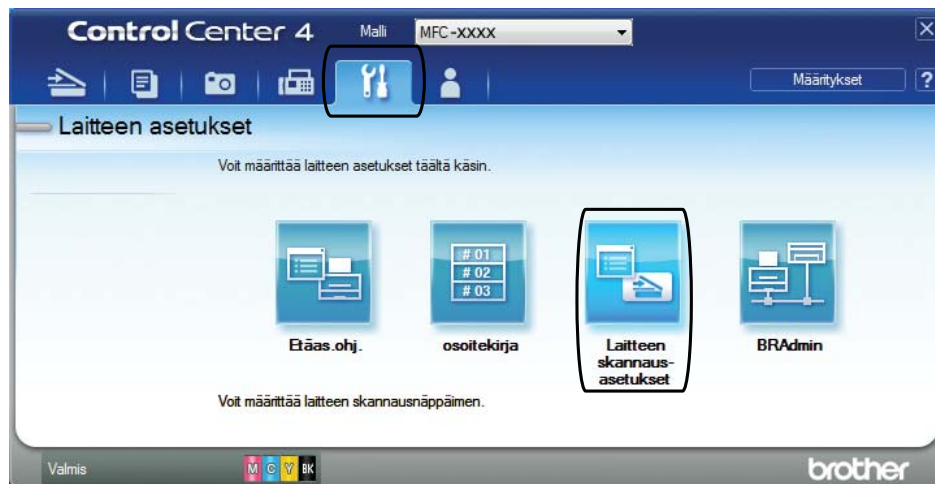 Control Center 4 Malli MFC-XXXX
Määritykset ?
Laitteen asetukset
Voit määrittää laitteen asetukset täältä käsin.
# 01
# 02
# 03
Etäas.ohj. osoitekirja Laitteen skannaus-asetukset BRAdmin
Voit määrittää laitteen skannausnäppäimen.
Valmis M C Y BK brother